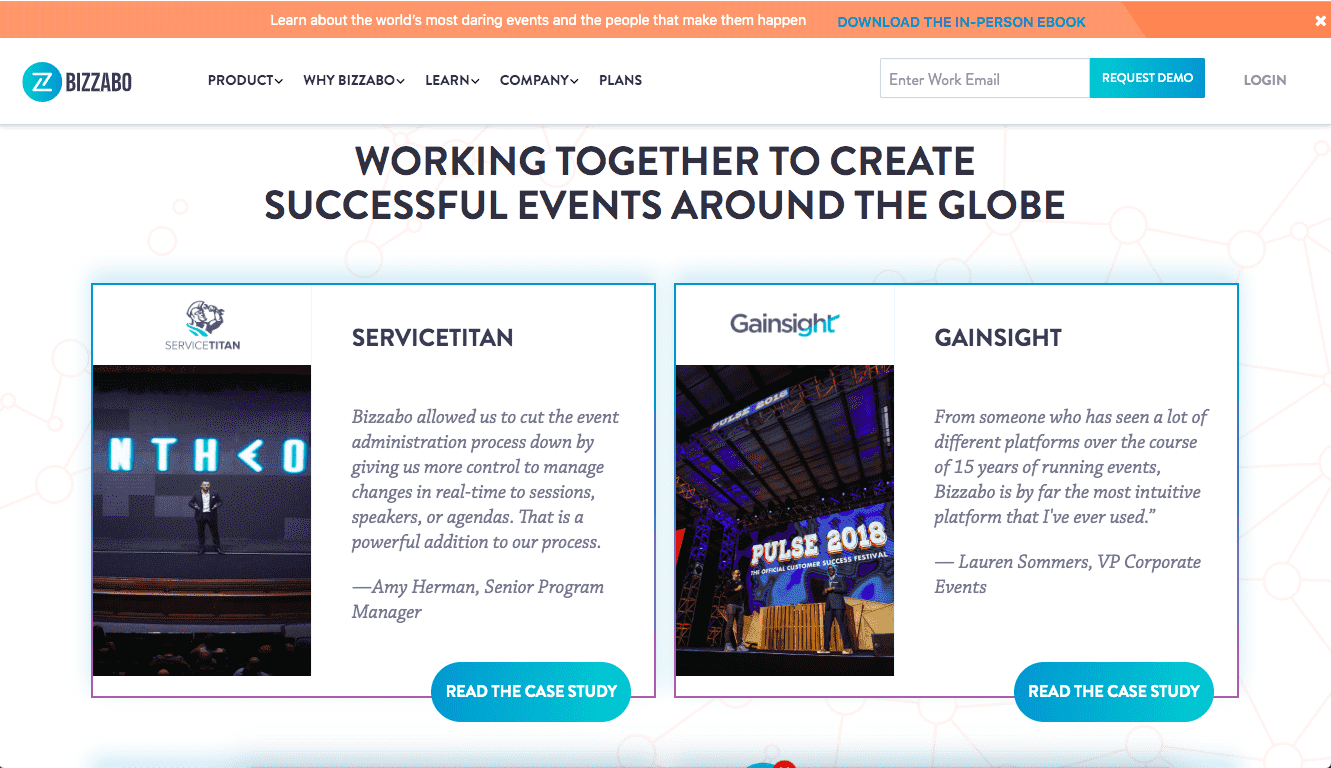 Learn about the world's most daring events and the people that make them happen DOWNLOAD THE IN-PERSON EBOOK
BIZZABO PRODUCT WHY BIZZABO LEARN COMPANY PLANS Enter Work Email REQUEST DEMO LOGIN
WORKING TOGETHER TO CREATE
SUCCESSFUL EVENTS AROUND THE GLOBE
SERVICETITAN
SERVICETITAN
NTHEO
Bizzabo allowed us to cut the event
administration process down by
giving us more control to manage
changes in real-time to sessions,
speakers, or agendas. That is a
powerful addition to our process.
—Amy Herman, Senior Program
Manager
READ THE CASE STUDY
Gainsight
GAINSIGHT
PULSE 2018
PULSE 2018
THE OFFICIAL CUSTOMER SUCCESS FESTIVAL
From someone who has seen a lot of
different platforms over the course
of 15 years of running events,
Bizzabo is by far the most intuitive
platform that I've ever used.”
— Lauren Sommers, VP Corporate
Events
READ THE CASE STUDY